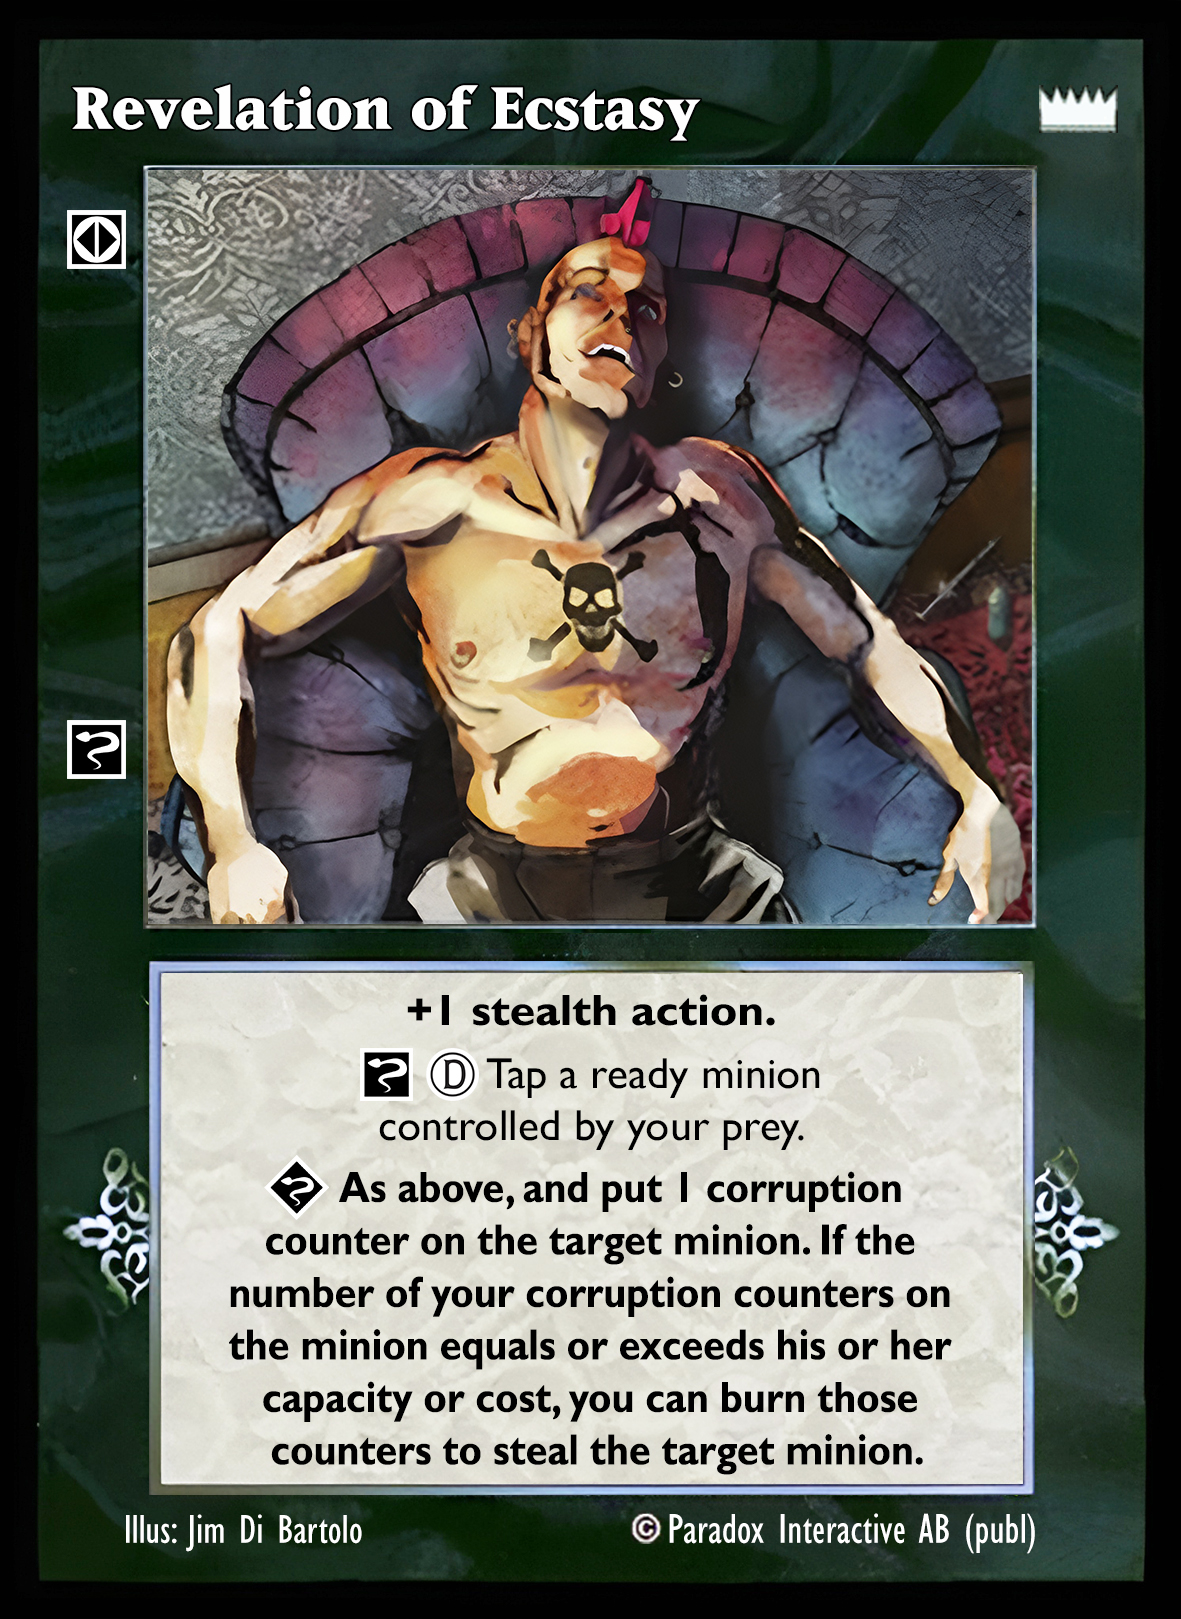 Revelation of Ecstasy
+1 stealth action.
D Tap a ready minion
controlled by your prey.
As above, and put 1 corruption
counter on the target minion. If the
number of your corruption counters on
the minion equals or exceeds his or her
capacity or cost, you can burn those
counters to steal the target minion.
Illus: Jim Di Bartolo
© Paradox Interactive AB (publ)